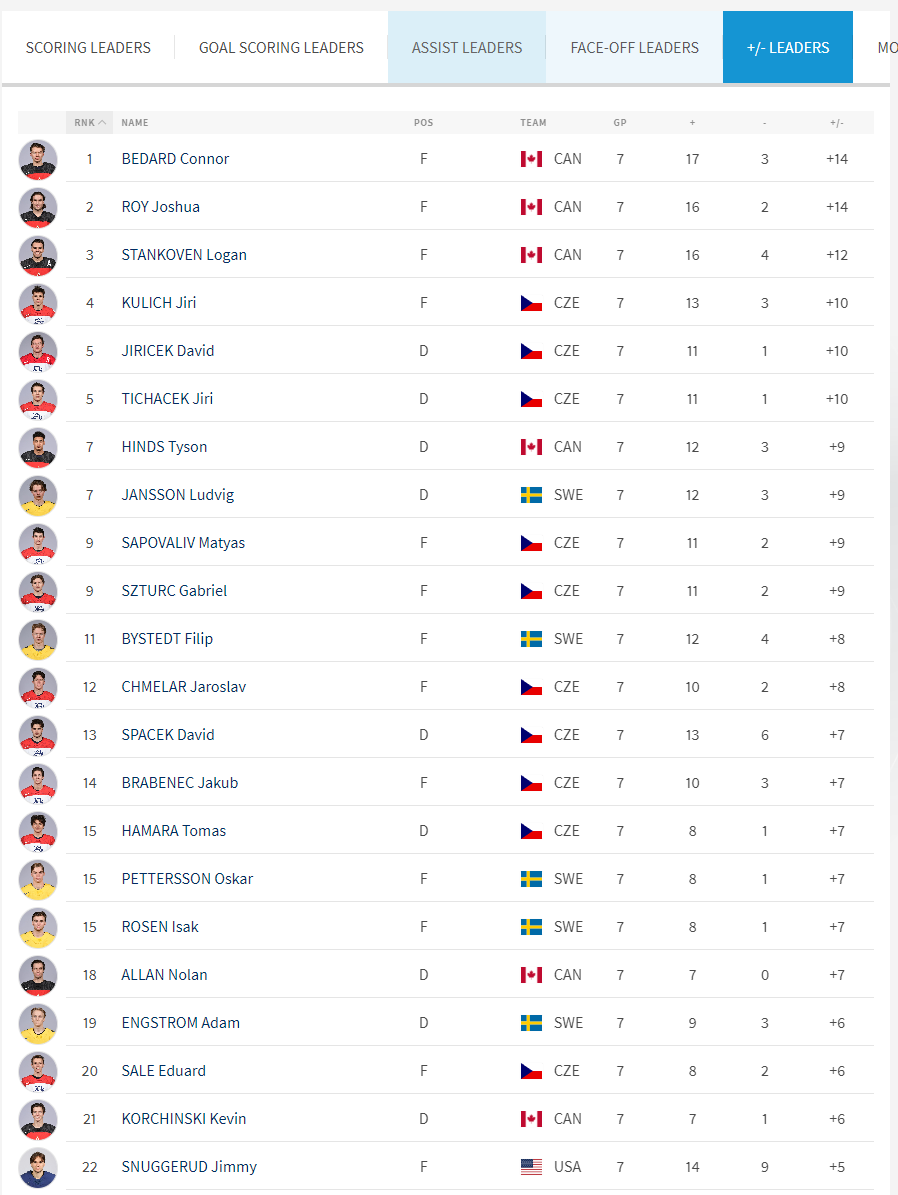 SCORING LEADERS GOAL SCORING LEADERS ASSIST LEADERS FACE-OFF LEADERS +/- LEADERS MO
RNK NAME POS TEAM GP + - +/-
1 BEDARD Connor F CAN 7 17 3 +14
2 ROY Joshua F CAN 7 16 2 +14
3 STANKOVEN Logan F CAN 7 16 4 +12
4 KULICH Jiri F CZE 7 13 3 +10
5 JIRICEK David D CZE 7 11 1 +10
5 TICHACEK Jiri D CZE 7 11 1 +10
7 HINDS Tyson D CAN 7 12 3 +9
7 JANSSON Ludvig D SWE 7 12 3 +9
9 SAPOVALIV Matyas F CZE 7 11 2 +9
9 SZTURC Gabriel F CZE 7 11 2 +9
11 BYSTEDT Filip F SWE 7 12 4 +8
12 CHMELAR Jaroslav F CZE 7 10 2 +8
13 SPACEK David D CZE 7 13 6 +7
14 BRABENEC Jakub F CZE 7 10 3 +7
15 HAMARA Tomas D CZE 7 8 1 +7
15 PETTERSSON Oskar F SWE 7 8 1 +7
15 ROSEN Isak F SWE 7 8 1 +7
18 ALLAN Nolan D CAN 7 7 0 +7
19 ENGSTROM Adam D SWE 7 9 3 +6
20 SALE Eduard F CZE 7 8 2 +6
21 KORCHINSKI Kevin D CAN 7 7 1 +6
22 SNUGGERUD Jimmy F USA 7 14 9 +5